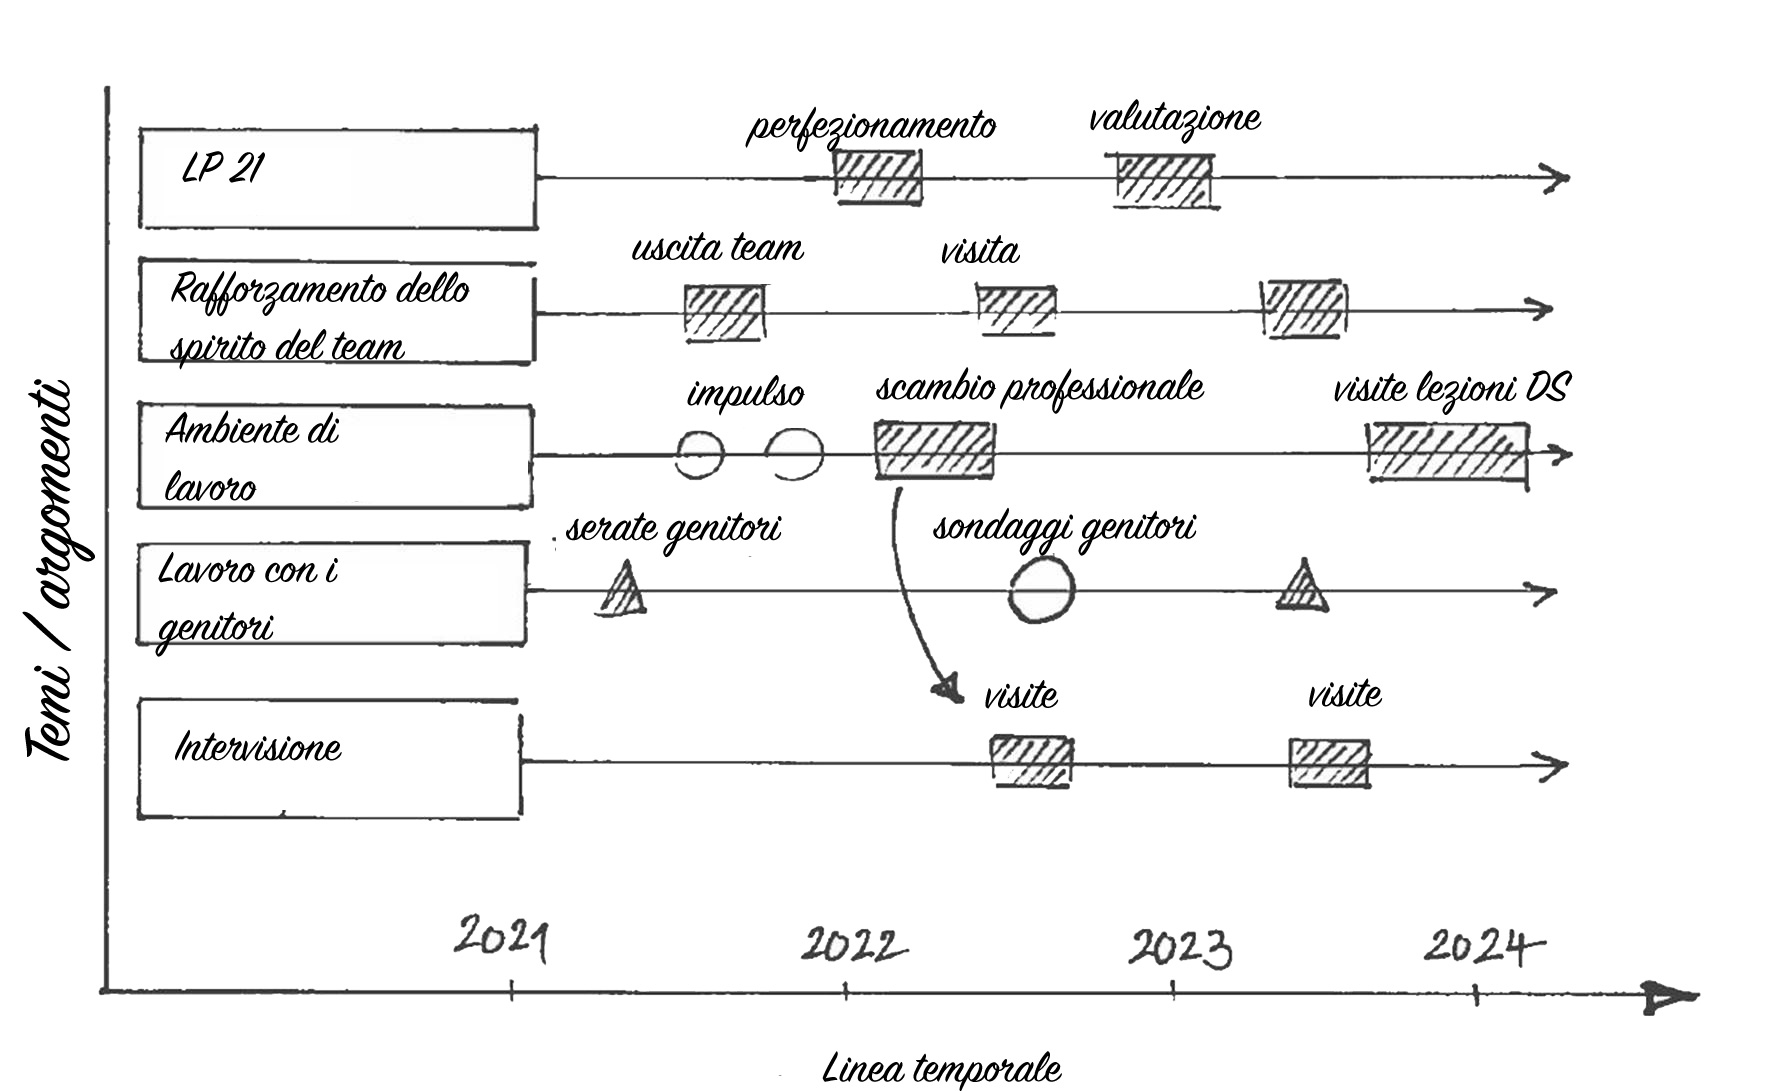 perfezionamento
valutazione
LP 21
uscita team
visita
Rafforzamento dello
spirito del team
impulso
scambio professionale
visite lezioni DS
Ambiente di
lavoro
serate genitori
sondaggi genitori
Lavoro con i
genitori
visite
visite
Intervisione
Temi / argomenti
2021
2022
2023
2024
Linea temporale